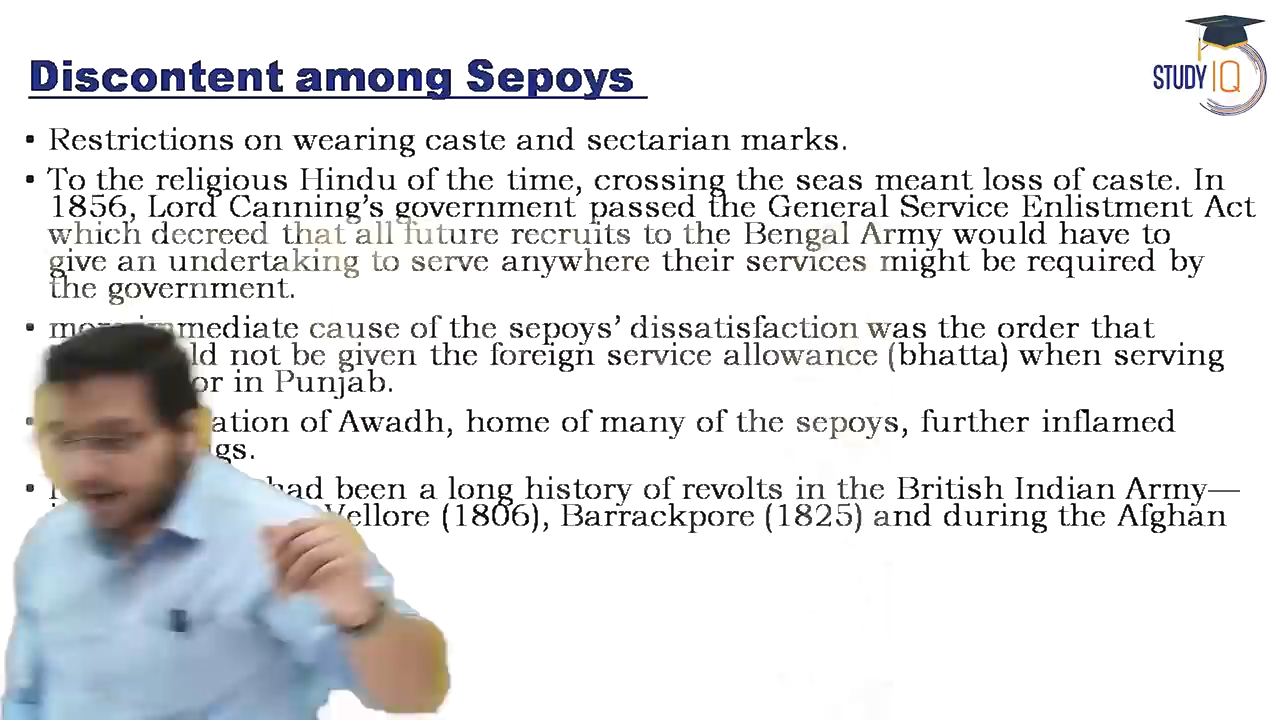 Discontent among Sepoys
STUDY IQ
▪ Restrictions on wearing caste and sectarian marks.
▪ To the religious Hindu of the time, crossing the seas meant loss of caste. In
1856, Lord Canning's government passed the General Service Enlistment Act
which decreed that all future recruits to the Bengal Army would have to
give an undertaking to serve anywhere their services might be required by
the government.
▪ more immediate cause of the sepoys' dissatisfaction was the order that
not be given the foreign service allowance (bhatta) when serving
or in Punjab.
of Awadh, home of many of the sepoys, further inflamed
▪ had been a long history of revolts in the British Indian Army—
Vellore (1806), Barrackpore (1825) and during the Afghan